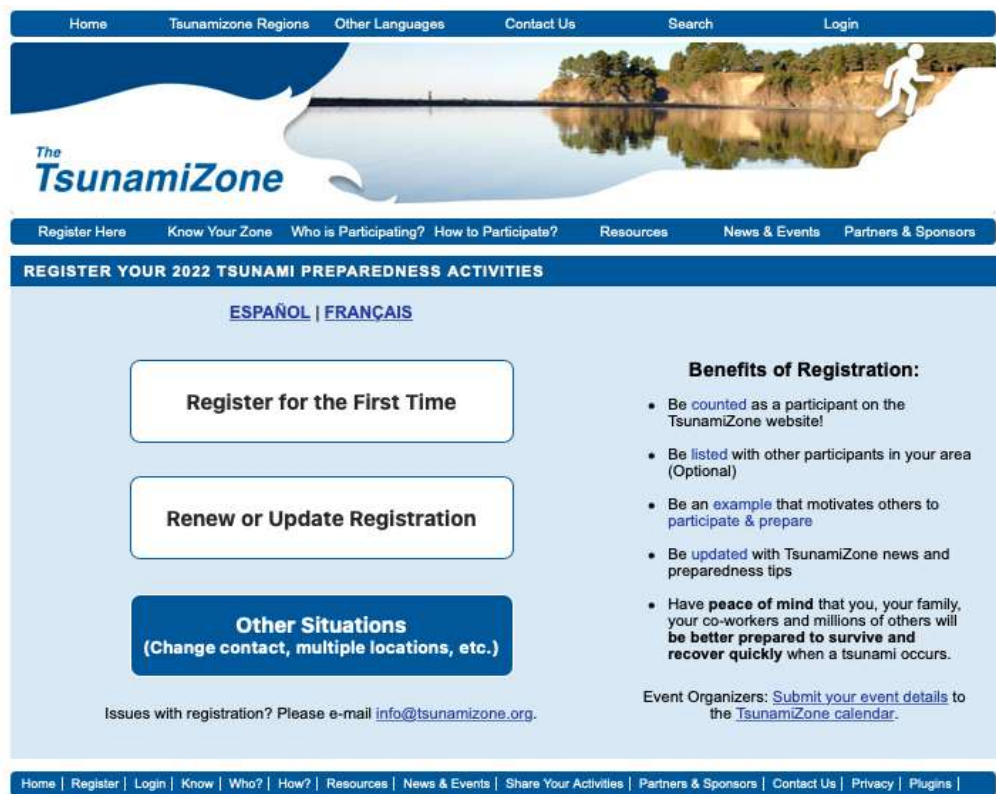 Home Tsunamizone Regions Other Languages Contact Us Search Login
The
TsunamiZone
Register Here Know Your Zone Who is Participating? How to Participate? Resources News & Events Partners & Sponsors
REGISTER YOUR 2022 TSUNAMI PREPAREDNESS ACTIVITIES
ESPAÑOL | FRANÇAIS
Register for the First Time
Renew or Update Registration
Other Situations
(Change contact, multiple locations, etc.)
Issues with registration? Please e-mail info@tsunamizone.org.
Benefits of Registration:
• Be counted as a participant on the
TsunamiZone website!
• Be listed with other participants in your area
(Optional)
• Be an example that motivates others to
participate & prepare
• Be updated with TsunamiZone news and
preparedness tips
• Have peace of mind that you, your family,
your co-workers and millions of others will
be better prepared to survive and
recover quickly when a tsunami occurs.
Event Organizers: Submit your event details to
the TsunamiZone calendar.
Home | Register | Login | Know | Who? | How? | Resources | News & Events | Share Your Activities | Partners & Sponsors | Contact Us | Privacy | Plugins |